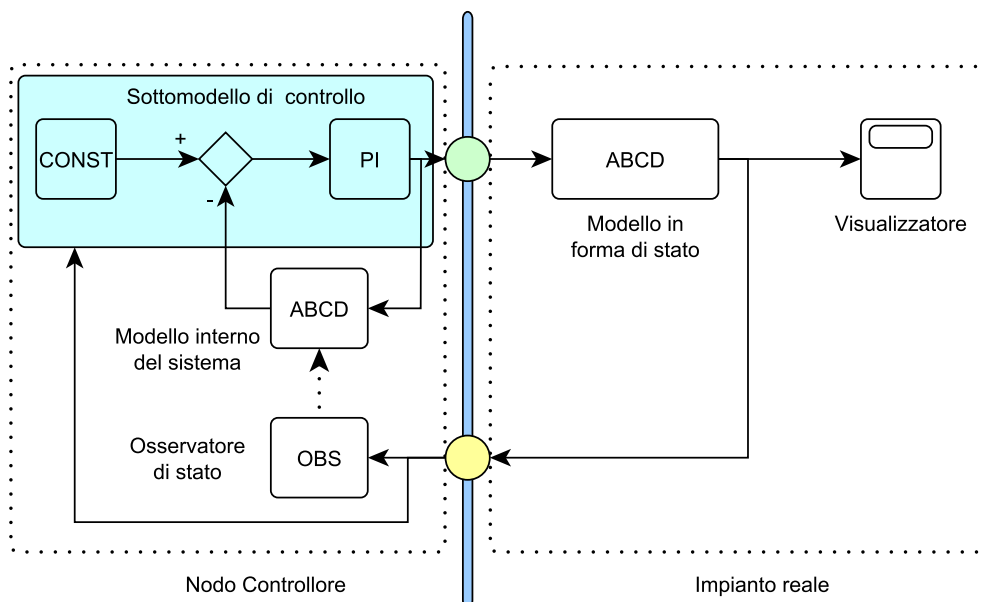 Sottomodello di controllo
CONST
+
-
PI
ABCD
Modello in
forma di stato
Visualizzatore
ABCD
Modello interno
del sistema
Osservatore
di stato
OBS
Nodo Controllore
Impianto reale